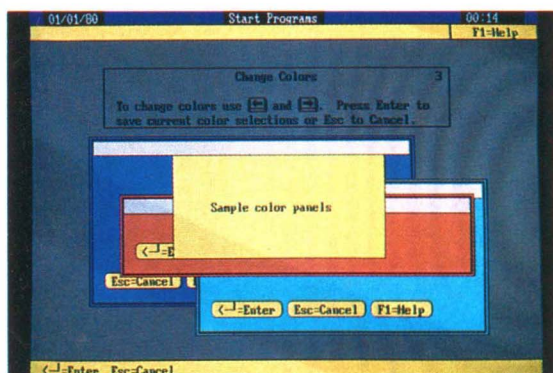 01/01/80 Start Programs 00:14
F1=Help
Change Colors 3
To change colors use ← and →. Press Enter to
save current color selections or Esc to Cancel.
Sample color panels
<┘=E
Esc=Cancel
<┘=Enter Esc=Cancel F1=Help
<┘=Enter Esc=Cancel